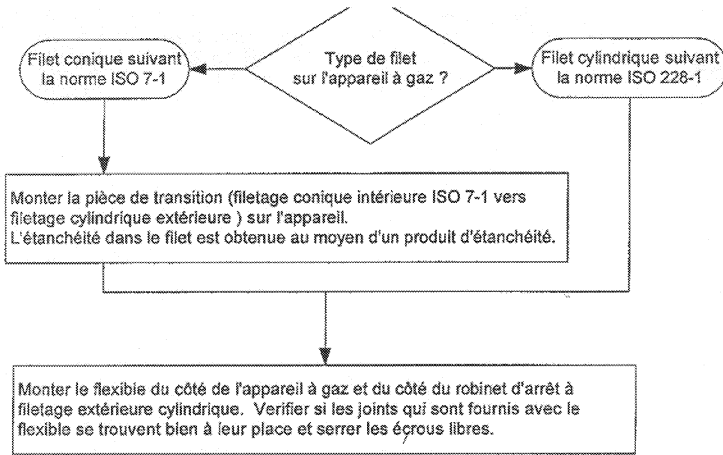 Type de filet
sur l'appareil à gaz ?
Filet conique suivant
la norme ISO 7-1
Filet cylindrique suivant
la norme ISO 228-1
Monter la pièce de transition (filetage conique intérieure ISO 7-1 vers
filetage cylindrique extérieure ) sur l'appareil.
L'étanchéité dans le filet est obtenue au moyen d'un produit d'étanchéité.
Monter le flexible du côté de l'appareil à gaz et du côté du robinet d'arrêt à
filetage extérieure cylindrique. Verifier si les joints qui sont fournis avec le
flexible se trouvent bien à leur place et serrer les écrous libres.